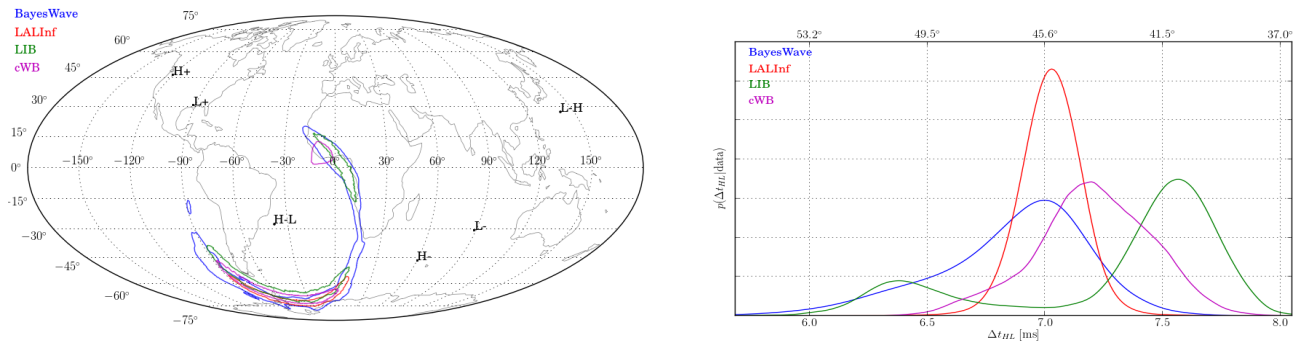 BayesWave
LALInf
LIB
cWB
75°
60°
45°
30°
15°
0°
-15°
-30°
-45°
-60°
-75°
-150°
-90°
-60°
-30°
0°
30°
60°
90°
120°
150°
H+
L+
L-H
H-L
L-
H-
53.2°
49.5°
45.6°
41.5°
37.0°
BayesWave
LALInf
LIB
cWB
p(Δt_HL|data)
6.0
6.5
7.0
7.5
8.0
Δt_HL [ms]